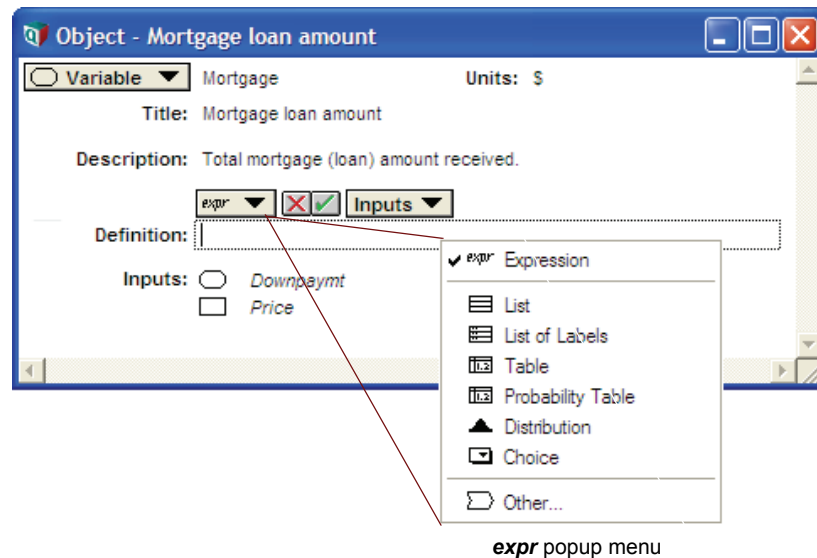 Object - Mortgage loan amount
Variable Mortgage Units: $
Title: Mortgage loan amount
Description: Total mortgage (loan) amount received.
expr Inputs
Definition:
Inputs: Downpaymt
Price
expr Expression
List
List of Labels
Table
Probability Table
Distribution
Choice
Other...
expr popup menu